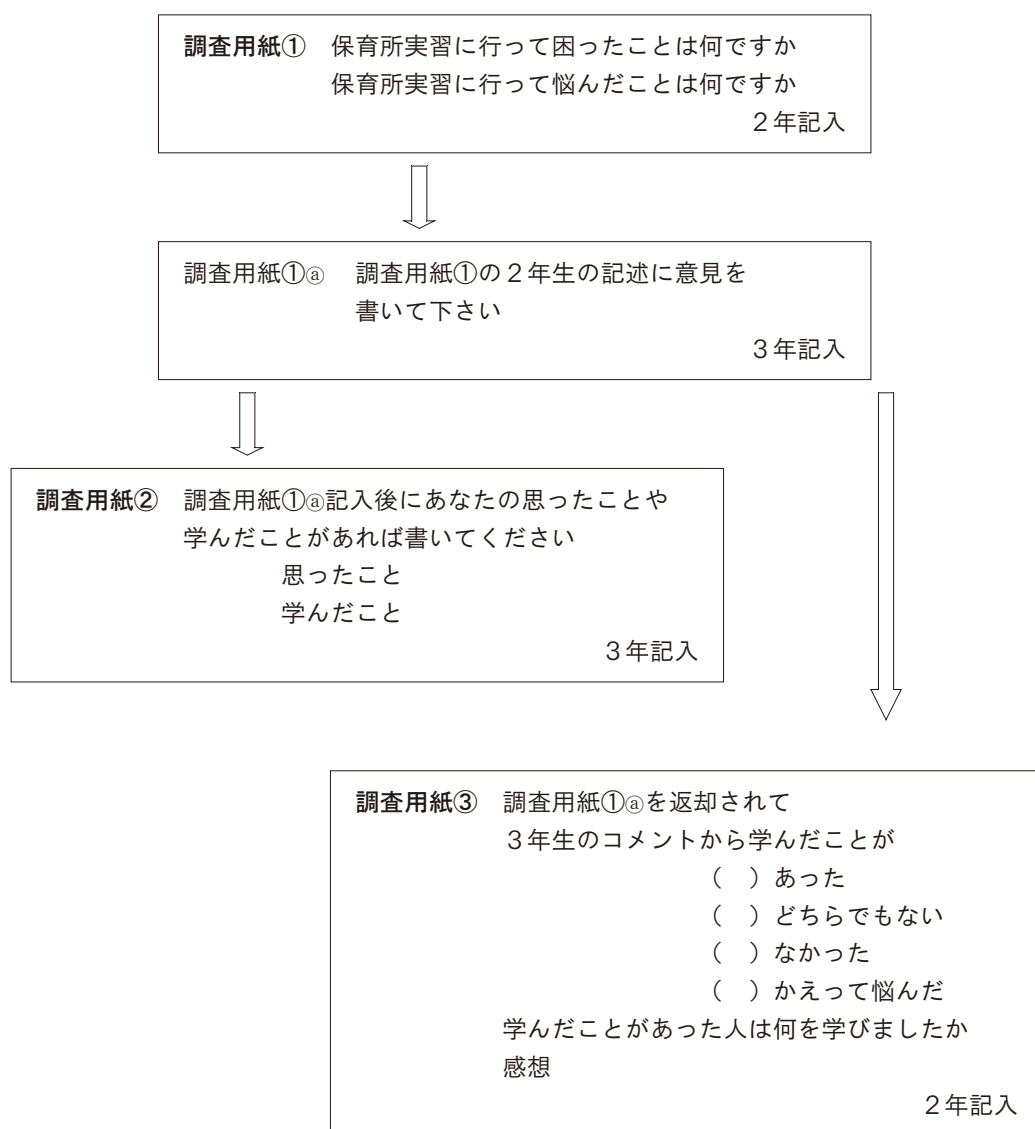 調査用紙① 保育所実習に行って困ったことは何ですか
保育所実習に行って悩んだことは何ですか
２年記入
調査用紙①ⓐ 調査用紙①の２年生の記述に意見を
書いて下さい
３年記入
調査用紙② 調査用紙①ⓐ記入後にあなたの思ったことや
学んだことがあれば書いてください
思ったこと
学んだこと
３年記入
調査用紙③ 調査用紙①ⓐを返却されて
３年生のコメントから学んだことが
（　）あった
（　）どちらでもない
（　）なかった
（　）かえって悩んだ
学んだことがあった人は何を学びましたか
感想
２年記入